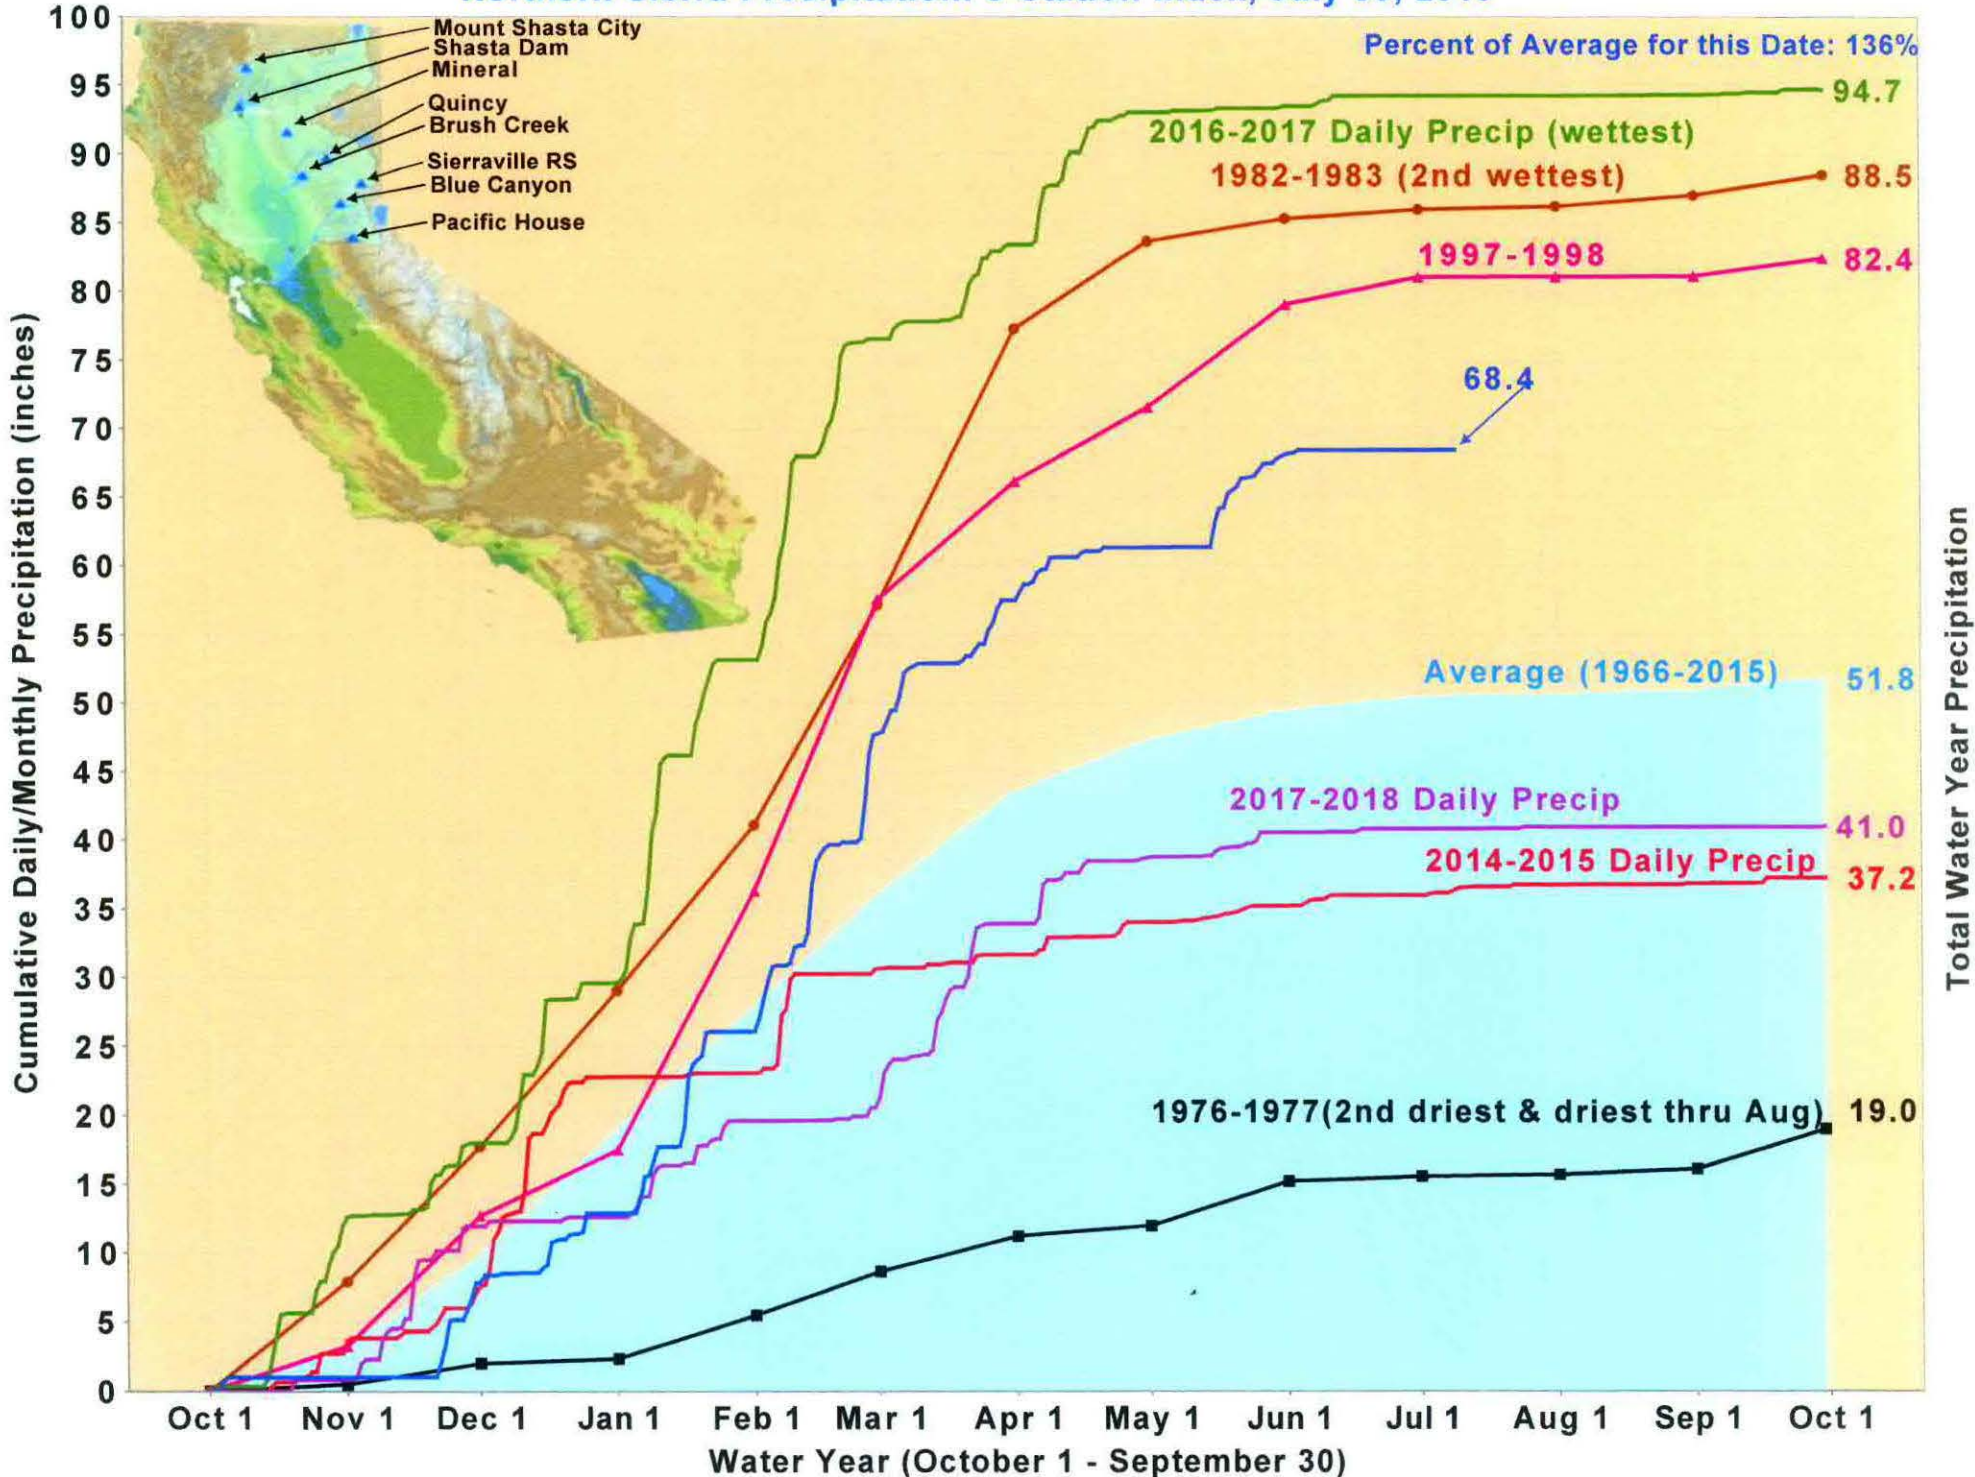 Percent of Average for this Date: 136%
100
95
90
85
80
75
70
65
60
55
50
45
40
35
30
25
20
15
10
5
0
Cumulative Daily/Monthly Precipitation (inches)
Mount Shasta City
Shasta Dam
Mineral
Quincy
Brush Creek
Sierraville RS
Blue Canyon
Pacific House
94.7
2016-2017 Daily Precip (wettest)
1982-1983 (2nd wettest)
88.5
1997-1998
82.4
68.4
Average (1966-2015)
51.8
2017-2018 Daily Precip
41.0
2014-2015 Daily Precip
37.2
1976-1977(2nd driest & driest thru Aug)
19.0
Total Water Year Precipitation
Oct 1 Nov 1 Dec 1 Jan 1 Feb 1 Mar 1 Apr 1 May 1 Jun 1 Jul 1 Aug 1 Sep 1 Oct 1
Water Year (October 1 - September 30)